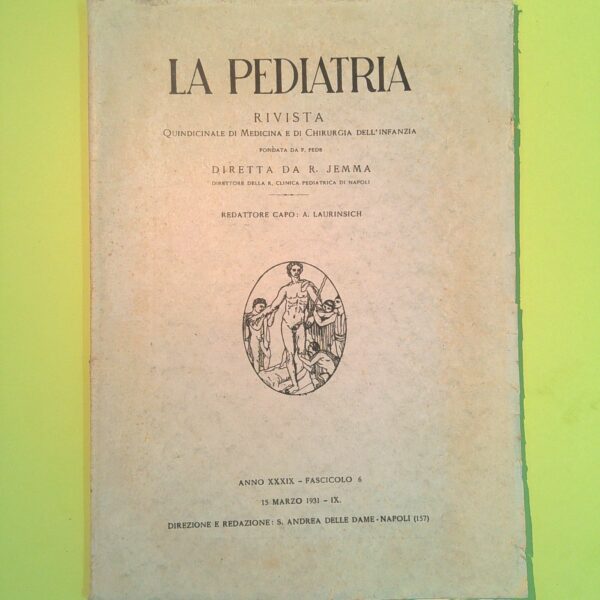 LA PEDIATRIA
RIVISTA
QUINDICINALE DI MEDICINA E DI CHIRURGIA DELL'INFANZIA
FONDATA DA F. FEDE
DIRETTA DA R. JEMMA
DIRETTORE DELLA R. CLINICA PEDIATRICA DI NAPOLI
REDATTORE CAPO: A. LAURINSICH
ANNO XXXIX - FASCICOLO 6
15 MARZO 1931 - IX.
DIREZIONE E REDAZIONE: S. ANDREA DELLE DAME - NAPOLI (157)